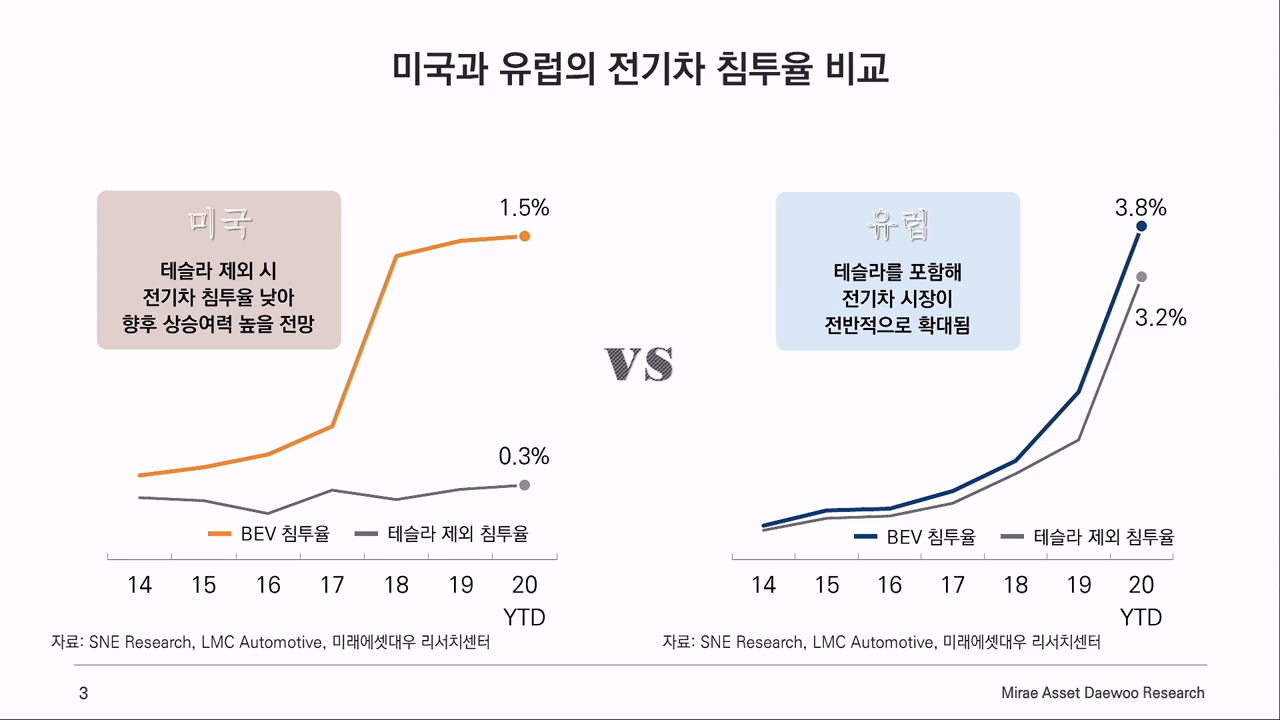 미국과 유럽의 전기차 침투율 비교
미국
테슬라 제외 시
전기차 침투율 낮아
향후 상승여력 높을 전망
1.5%
0.3%
BEV 침투율
테슬라 제외 침투율
14 15 16 17 18 19 20
YTD
자료: SNE Research, LMC Automotive, 미래에셋대우 리서치센터
vs
유럽
테슬라를 포함해
전기차 시장이
전반적으로 확대됨
3.8%
3.2%
BEV 침투율
테슬라 제외 침투율
14 15 16 17 18 19 20
YTD
자료: SNE Research, LMC Automotive, 미래에셋대우 리서치센터
3
Mirae Asset Daewoo Research